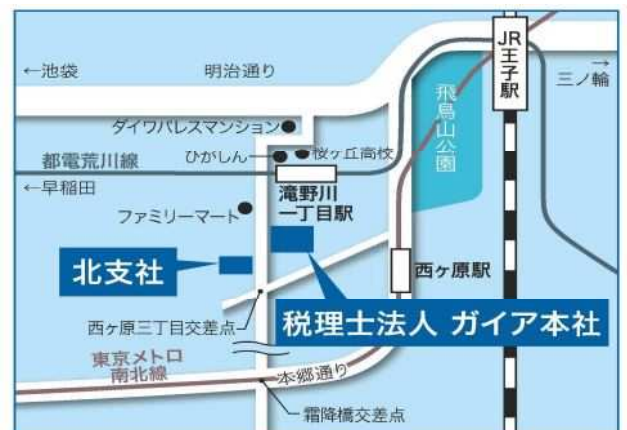 JR
王子駅
←池袋
明治通り
→
三ノ輪
飛鳥山公園
ダイワパレスマンション
ひがしん
桜ヶ丘高校
都電荒川線
←早稲田
滝野川
一丁目駅
ファミリーマート
北支社
西ヶ原駅
税理士法人 ガイア本社
西ヶ原三丁目交差点
東京メトロ
南北線
本郷通り
霜降橋交差点